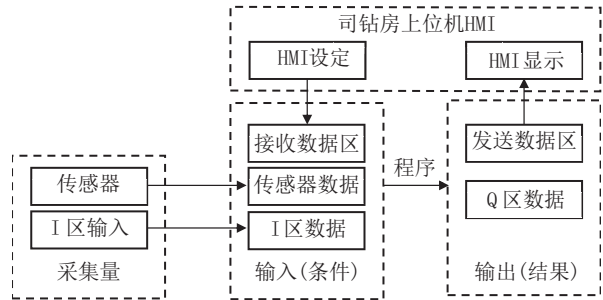 司钻房上位机HMI
HMI设定
HMI显示
接收数据区
发送数据区
程序
传感器
传感器数据
Q区数据
I区输入
I区数据
采集量
输入(条件)
输出(结果)